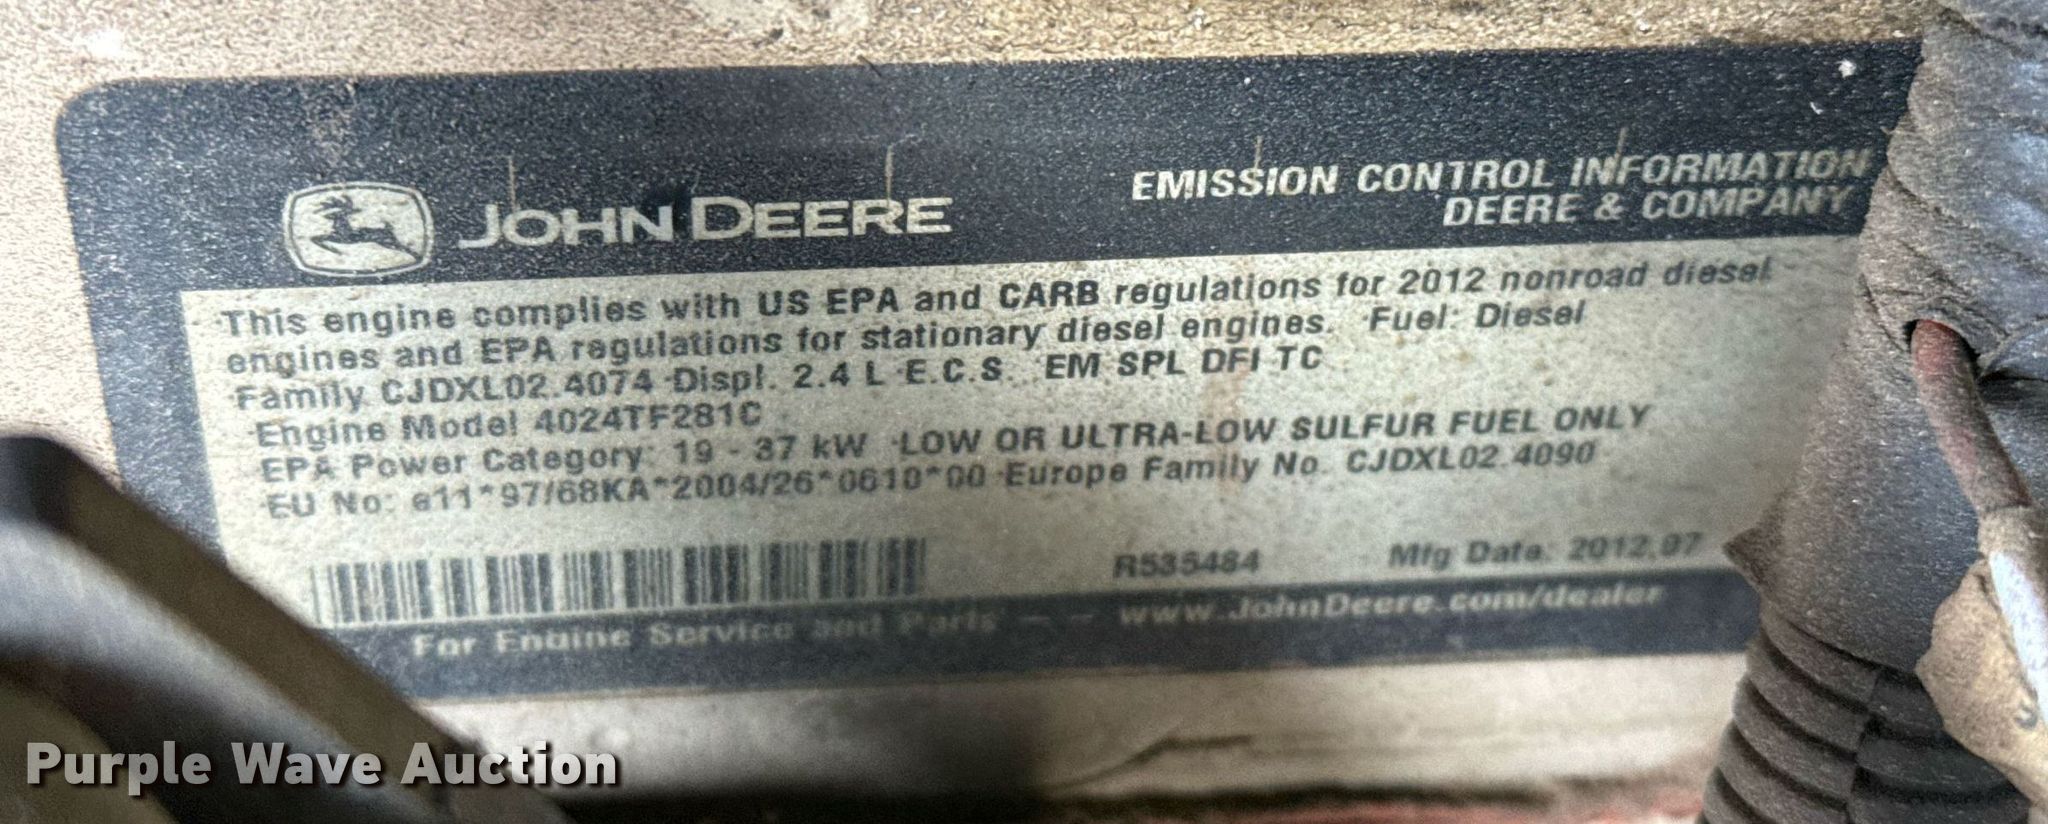 JOHN DEERE
EMISSION CONTROL INFORMATION
DEERE & COMPANY
This engine complies with US EPA and CARB regulations for 2012 nonroad diesel
engines and EPA regulations for stationary diesel engines. Fuel: Diesel
Family CJDXL02.4074 Displ. 2.4 L E.C.S. EM SPL DFI TC
Engine Model 4024TF281C
EPA Power Category: 19 - 37 kW LOW OR ULTRA-LOW SULFUR FUEL ONLY
EU No: e11*97/68KA*2004/26*0610*00 Europe Family No. CJDXL02.4090
R535484 Mfg Date: 2012.07
For Engine Service and Parts - - www.JohnDeere.com/dealer
Purple Wave Auction